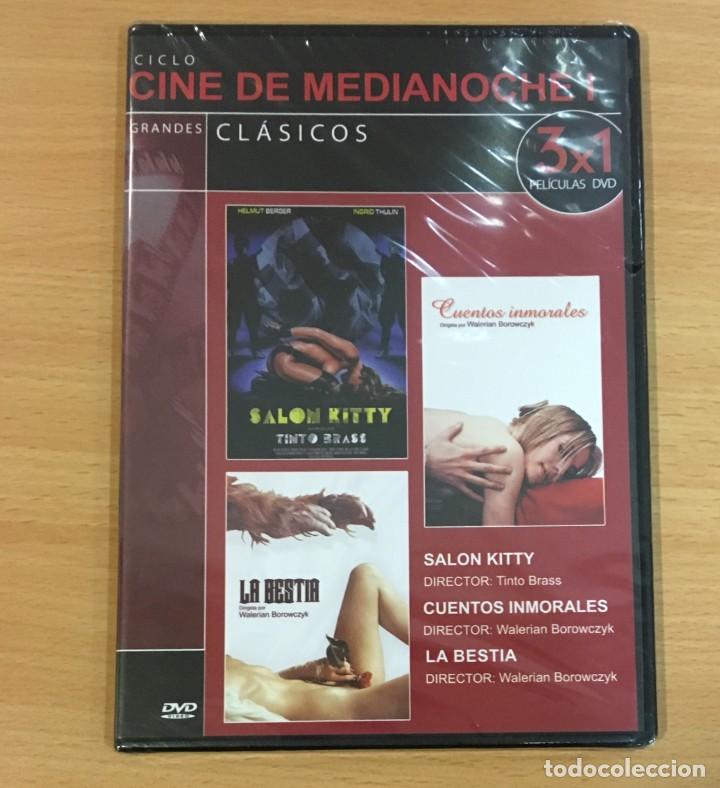 CICLO
CINE DE MEDIANOCHE I
GRANDES CLÁSICOS
3x1
PELÍCULAS DVD
HELMUT BERGER INGRID THULIN
SALON KITTY
TINTO BRASS
Cuentos inmorales
Dirigida por Walerian Borowczyk
LA BESTIA
Dirigida por
Walerian Borowczyk
SALON KITTY
DIRECTOR: Tinto Brass
CUENTOS INMORALES
DIRECTOR: Walerian Borowczyk
LA BESTIA
DIRECTOR: Walerian Borowczyk
DVD
VIDEO
todocoleccion